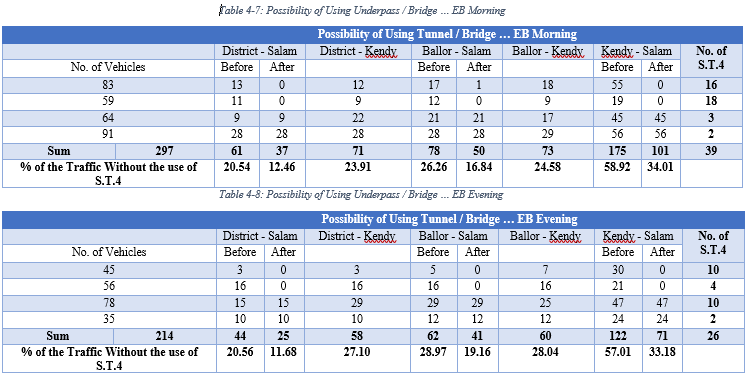 Table 4-7: Possibility of Using Underpass / Bridge … EB Morning
Possibility of Using Tunnel / Bridge … EB Morning
District - Salam District - Kendy Ballor - Salam Ballor - Kendy Kendy - Salam No. of S.T.4
No. of Vehicles Before After Before After Before After
83 13 0 12 17 1 18 55 0 16
59 11 0 9 12 0 9 19 0 18
64 9 9 22 21 21 17 45 45 3
91 28 28 28 28 28 29 56 56 2
Sum 297 61 37 71 78 50 73 175 101 39
% of the Traffic Without the use of S.T.4 20.54 12.46 23.91 26.26 16.84 24.58 58.92 34.01
Table 4-8: Possibility of Using Underpass / Bridge … EB Evening
Possibility of Using Tunnel / Bridge … EB Evening
District - Salam District - Kendy Ballor - Salam Ballor - Kendy Kendy - Salam No. of S.T.4
No. of Vehicles Before After Before After Before After
45 3 0 3 5 0 7 30 0 10
56 16 0 16 16 0 16 21 0 4
78 15 15 29 29 29 25 47 47 10
35 10 10 10 12 12 12 24 24 2
Sum 214 44 25 58 62 41 60 122 71 26
% of the Traffic Without the use of S.T.4 20.56 11.68 27.10 28.97 19.16 28.04 57.01 33.18